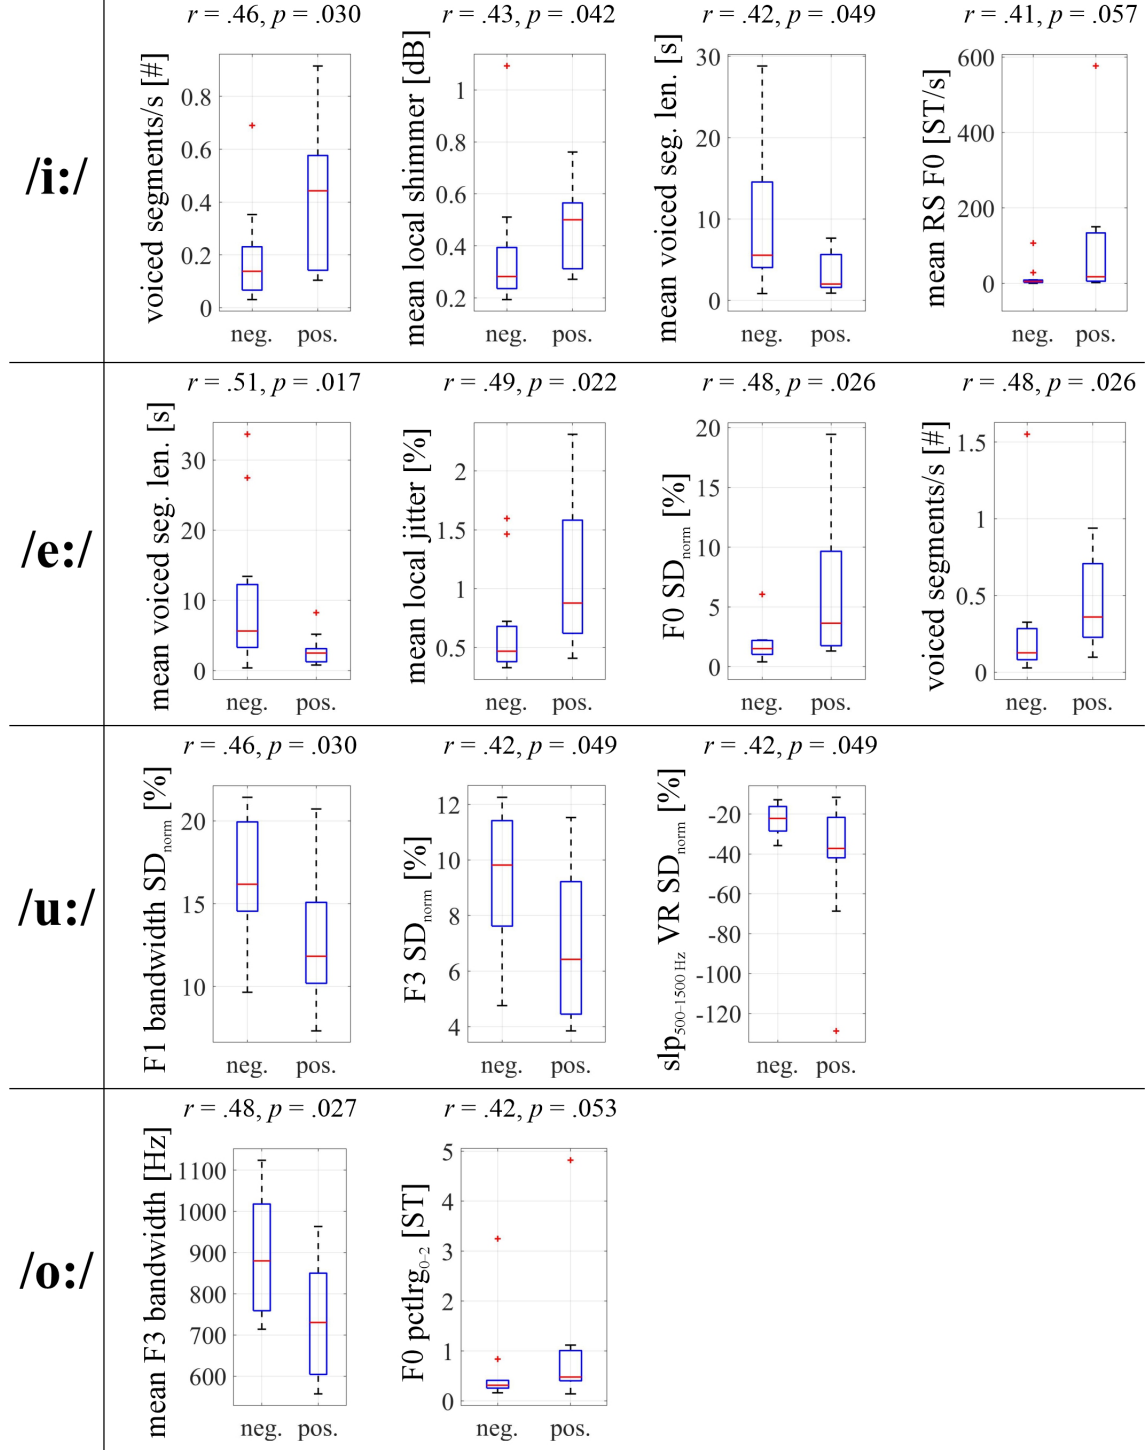 r = .46, p = .030
r = .43, p = .042
r = .42, p = .049
r = .41, p = .057
/i:/
voiced segments/s [#]
0.8
0.6
0.4
0.2
0
neg. pos.
mean local shimmer [dB]
1
0.8
0.6
0.4
0.2
neg. pos.
mean voiced seg. len. [s]
30
20
10
0
neg. pos.
mean RS F0 [ST/s]
600
400
200
0
neg. pos.
r = .51, p = .017
r = .49, p = .022
r = .48, p = .026
r = .48, p = .026
/e:/
mean voiced seg. len. [s]
30
20
10
0
neg. pos.
mean local jitter [%]
2
1.5
1
0.5
neg. pos.
F0 SDnorm [%]
20
15
10
5
0
neg. pos.
voiced segments/s [#]
1.5
1
0.5
0
neg. pos.
r = .46, p = .030
r = .42, p = .049
r = .42, p = .049
/u:/
F1 bandwidth SDnorm [%]
20
15
10
neg. pos.
F3 SDnorm [%]
12
10
8
6
4
neg. pos.
slp500–1500 Hz VR SDnorm [%]
-20
-40
-60
-80
-100
-120
neg. pos.
r = .48, p = .027
r = .42, p = .053
/o:/
mean F3 bandwidth [Hz]
1100
1000
900
800
700
600
neg. pos.
F0 pctlrg0–2 [ST]
5
4
3
2
1
0
neg. pos.